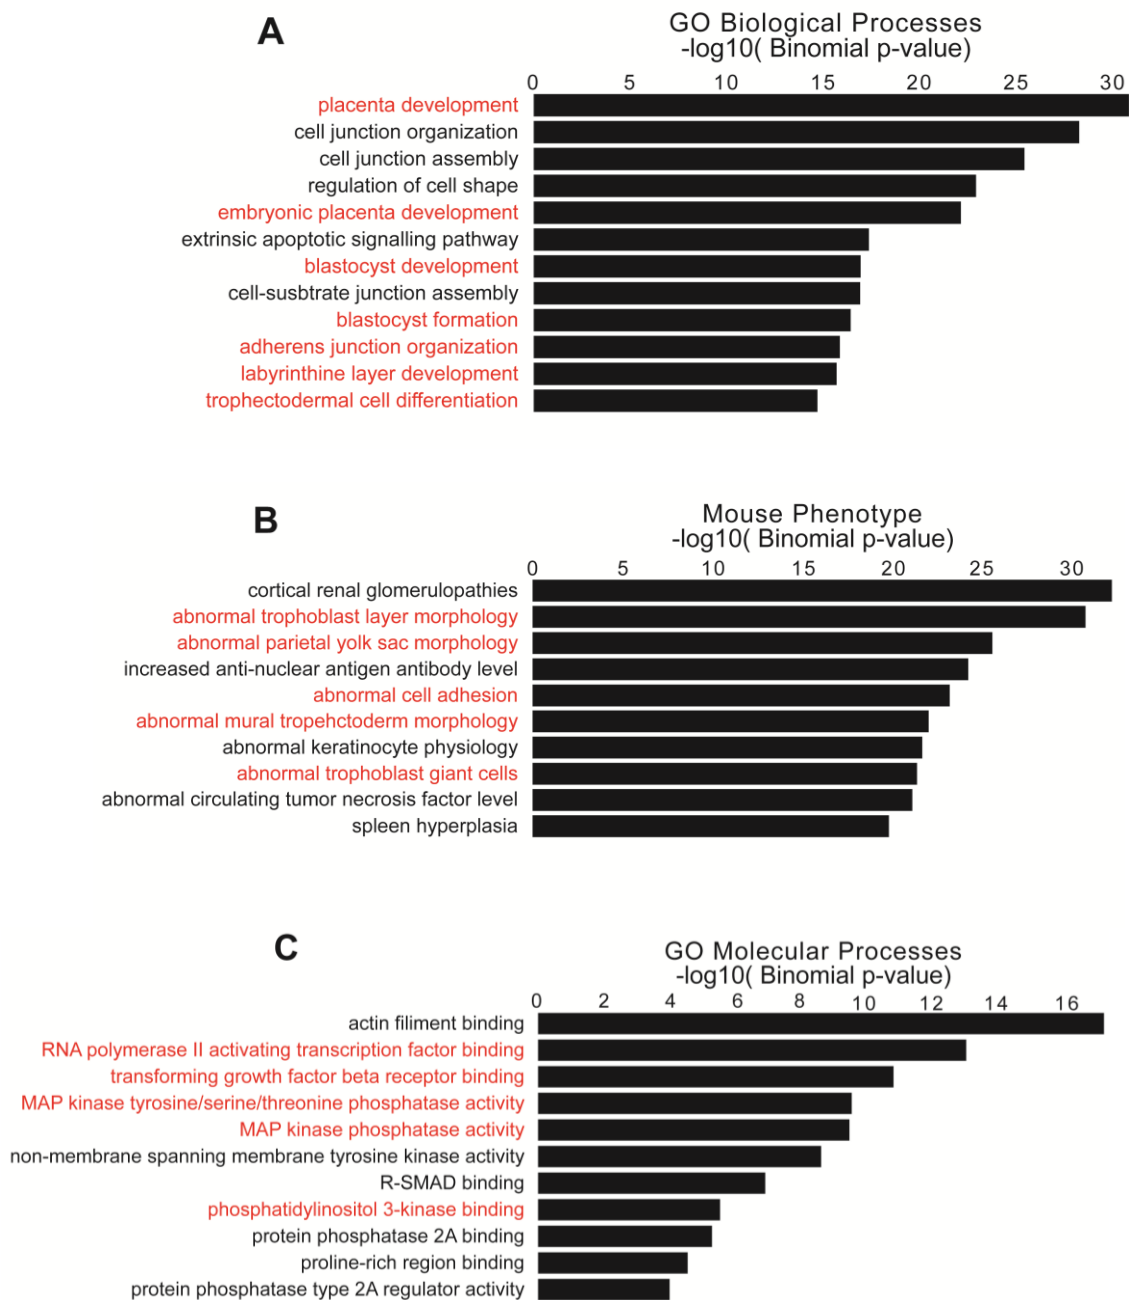 A
GO Biological Processes
-log10( Binomial p-value)
0 5 10 15 20 25 30
placenta development
cell junction organization
cell junction assembly
regulation of cell shape
embryonic placenta development
extrinsic apoptotic signalling pathway
blastocyst development
cell-susbtrate junction assembly
blastocyst formation
adherens junction organization
labyrinthine layer development
trophectodermal cell differentiation
B
Mouse Phenotype
-log10( Binomial p-value)
0 5 10 15 20 25 30
cortical renal glomerulopathies
abnormal trophoblast layer morphology
abnormal parietal yolk sac morphology
increased anti-nuclear antigen antibody level
abnormal cell adhesion
abnormal mural tropehctoderm morphology
abnormal keratinocyte physiology
abnormal trophoblast giant cells
abnormal circulating tumor necrosis factor level
spleen hyperplasia
C
GO Molecular Processes
-log10( Binomial p-value)
0 2 4 6 8 10 12 14 16
actin filiment binding
RNA polymerase II activating transcription factor binding
transforming growth factor beta receptor binding
MAP kinase tyrosine/serine/threonine phosphatase activity
MAP kinase phosphatase activity
non-membrane spanning membrane tyrosine kinase activity
R-SMAD binding
phosphatidylinositol 3-kinase binding
protein phosphatase 2A binding
proline-rich region binding
protein phosphatase type 2A regulator activity